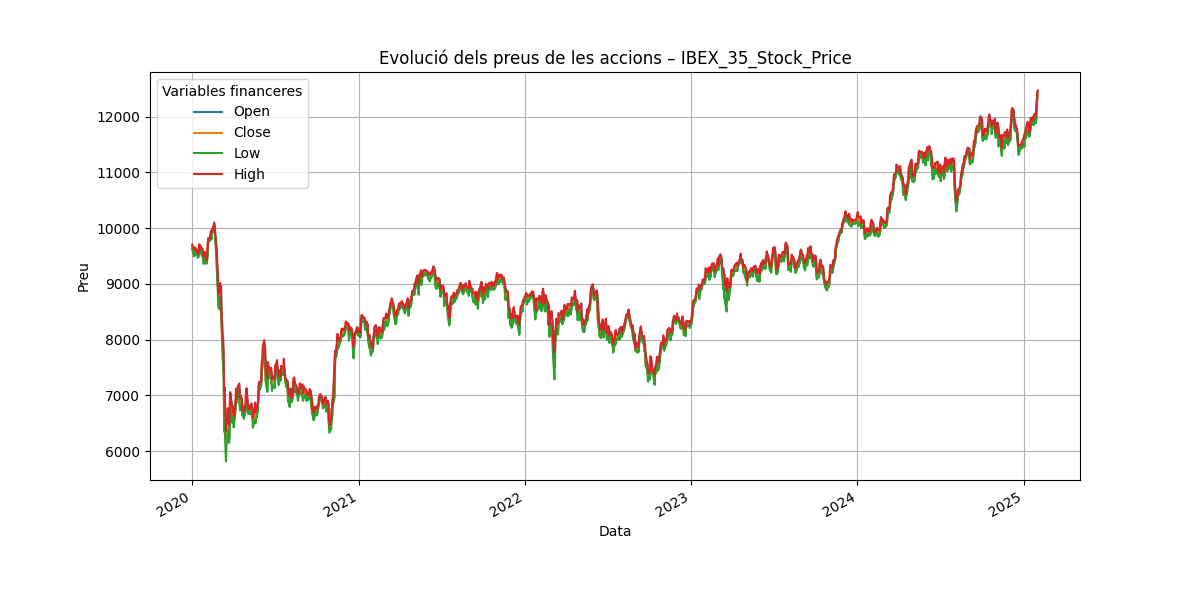 Evolució dels preus de les accions – IBEX_35_Stock_Price
Variables financeres
Open
Close
Low
High
Preu
12000
11000
10000
9000
8000
7000
6000
2020
2021
2022
2023
2024
2025
Data